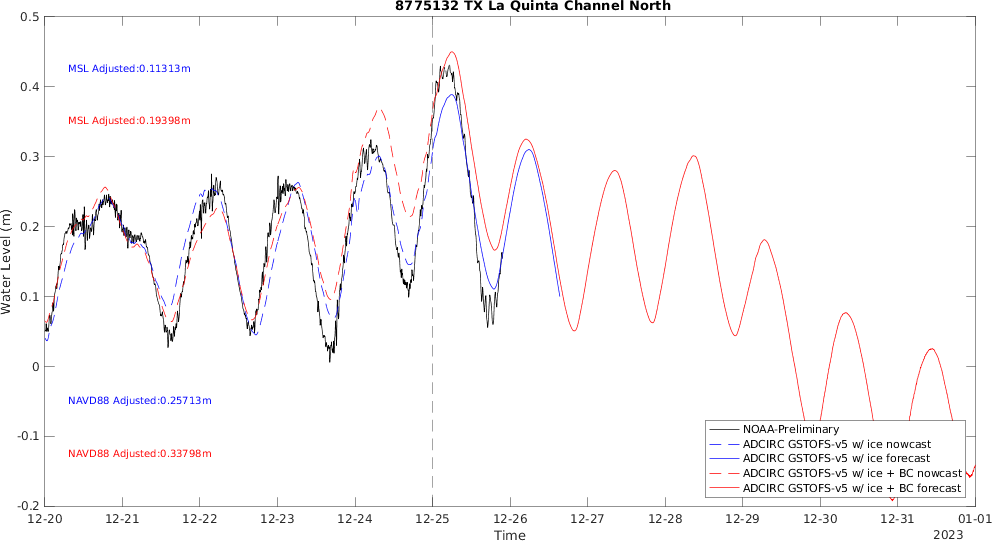 8775132 TX La Quinta Channel North
0.5
0.4
0.3
0.2
0.1
0
-0.1
-0.2
Water Level (m)
MSL Adjusted:0.11313m
MSL Adjusted:0.19398m
NAVD88 Adjusted:0.25713m
NAVD88 Adjusted:0.33798m
NOAA-Preliminary
ADCIRC GSTOFS-v5 w/ ice nowcast
ADCIRC GSTOFS-v5 w/ ice forecast
ADCIRC GSTOFS-v5 w/ ice + BC nowcast
ADCIRC GSTOFS-v5 w/ ice + BC forecast
12-20 12-21 12-22 12-23 12-24 12-25 12-26 12-27 12-28 12-29 12-30 12-31 01-01
Time
2023